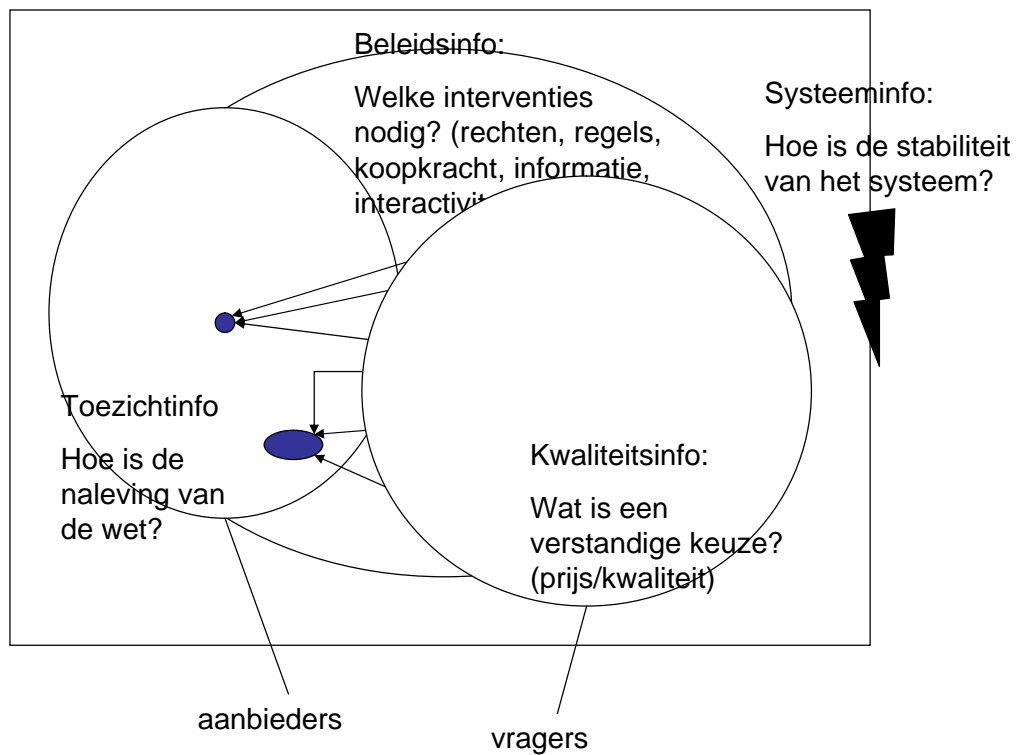 Beleidsinfo:
Welke interventies
nodig? (rechten, regels,
koopkracht, informatie,
Systeeminfo:
Hoe is de stabiliteit
van het systeem?
Toezichtinfo
Hoe is de
naleving van
de wet?
Kwaliteitsinfo:
Wat is een
verstandige keuze?
(prijs/kwaliteit)
aanbieders
vragers